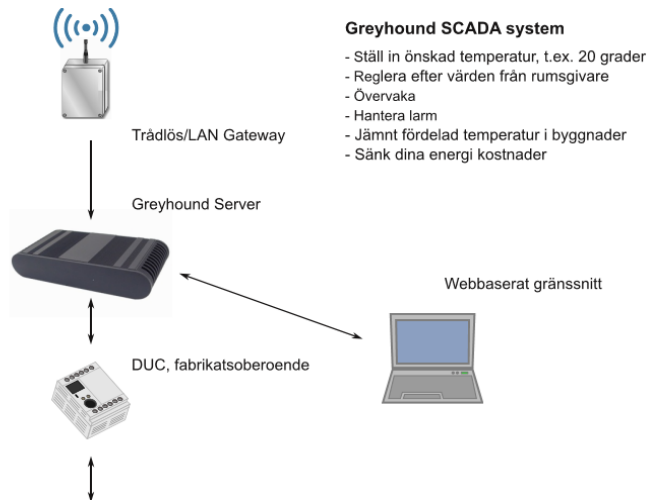 Greyhound SCADA system
- Ställ in önskad temperatur, t.ex. 20 grader
- Reglera efter värden från rumsgivare
- Övervaka
- Hantera larm
- Jämnt fördelad temperatur i byggnader
- Sänk dina energi kostnader
Trådlös/LAN Gateway
Greyhound Server
Webbaserat gränssnitt
DUC, fabrikatsoberoende